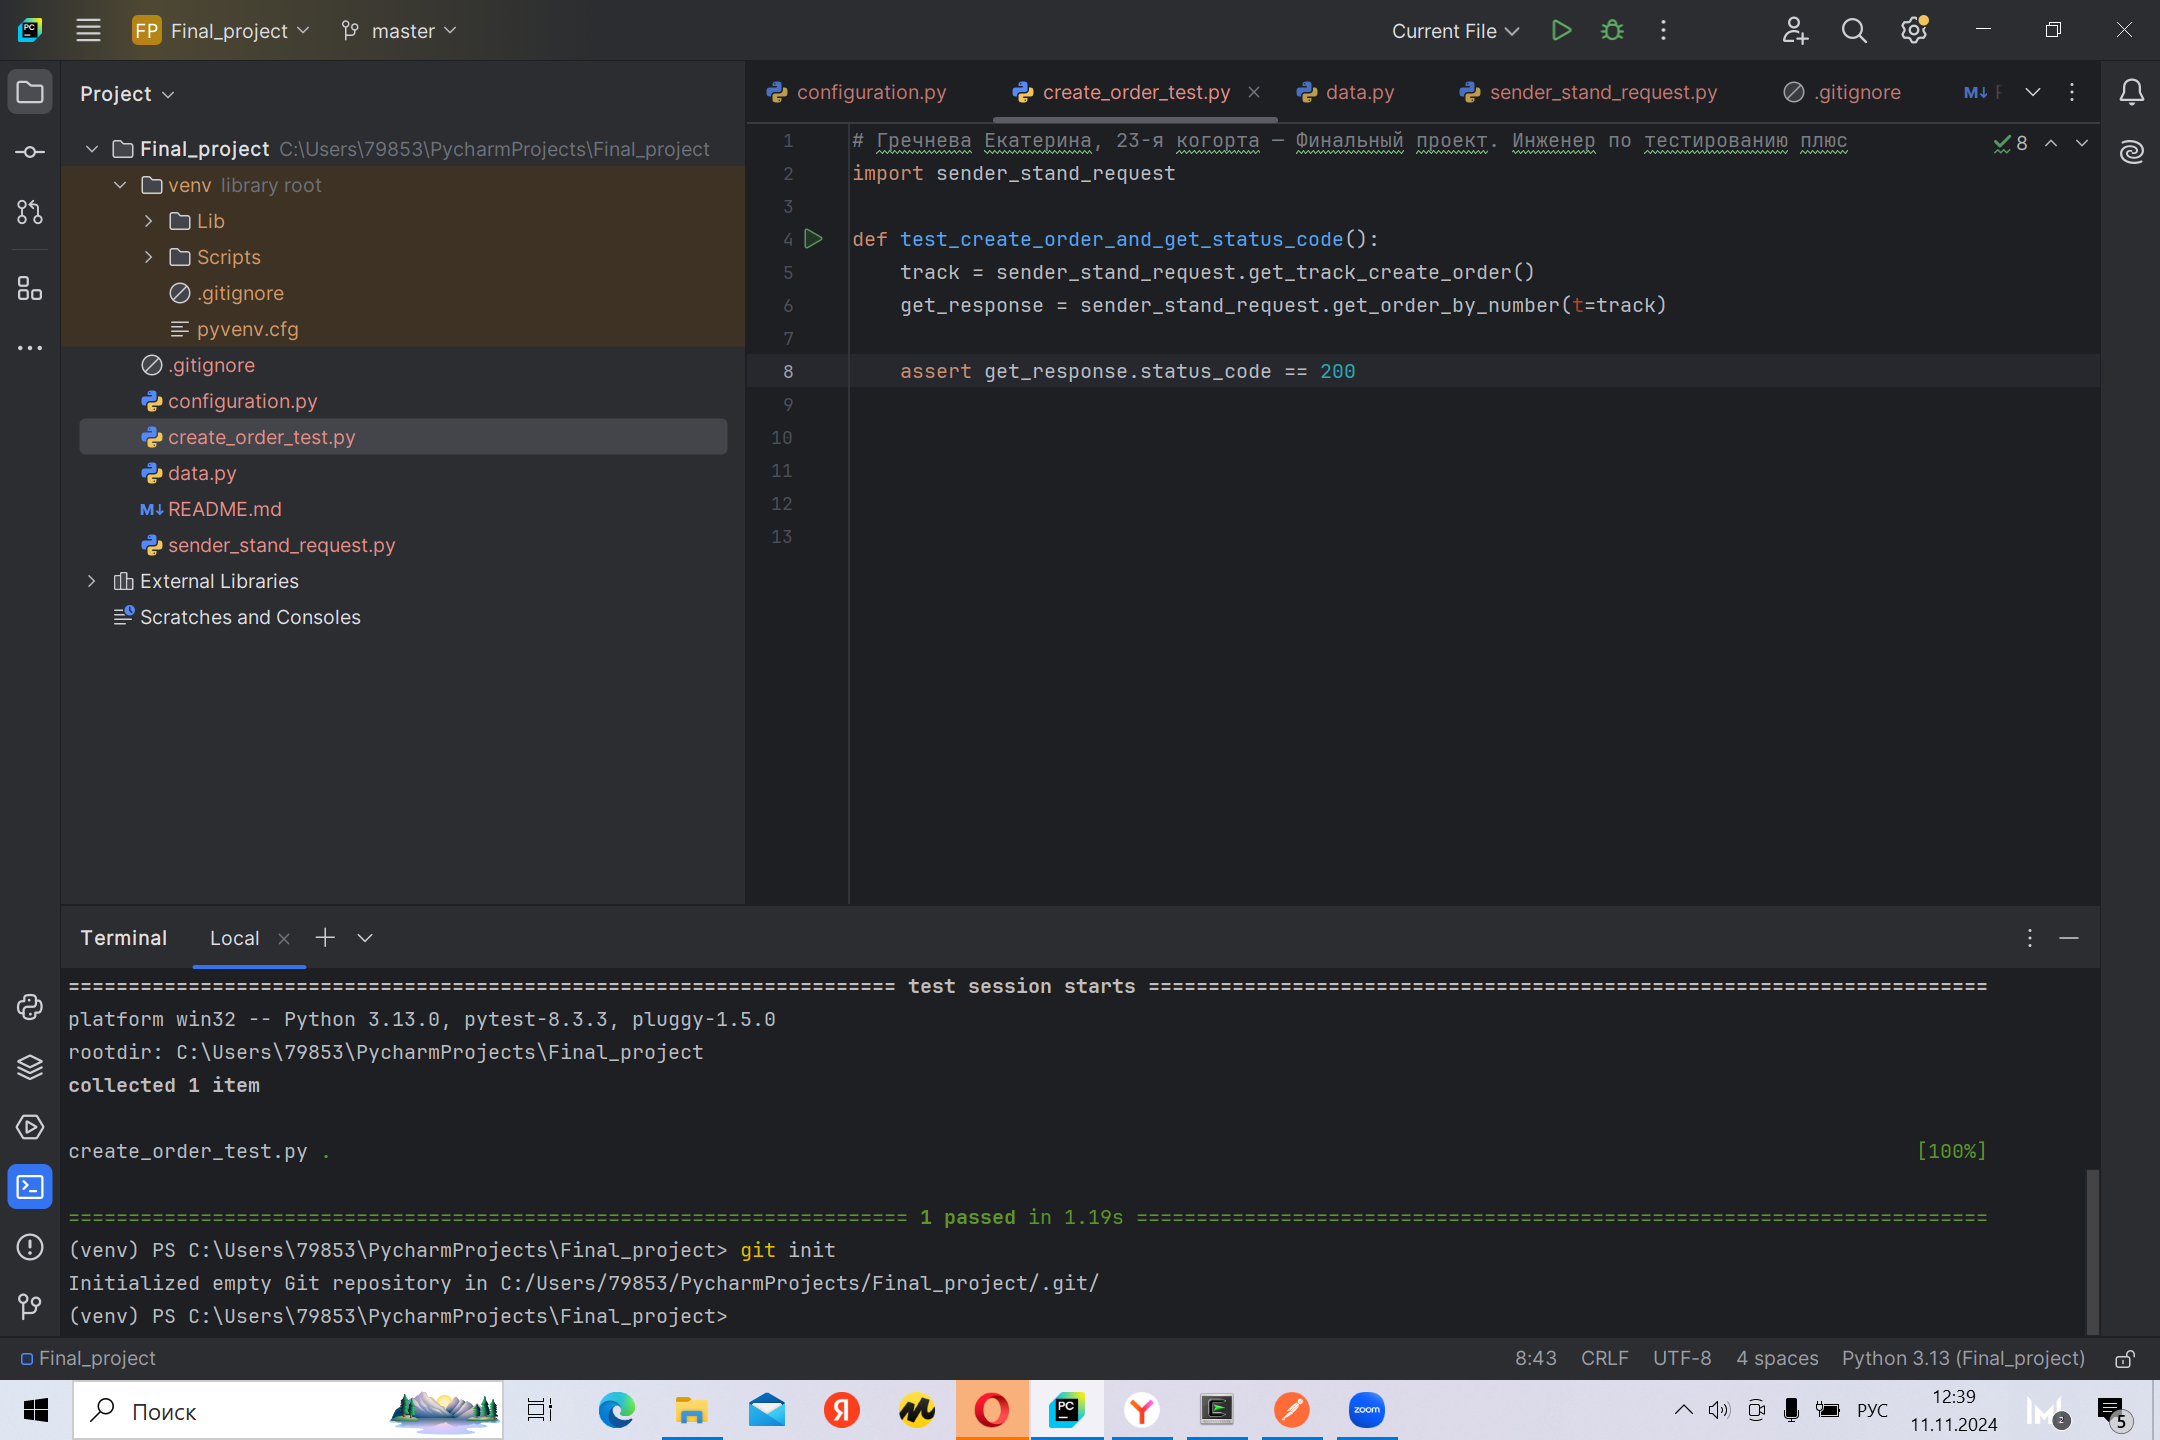 FP Final_project master Current File
Project
Final_project C:\Users\79853\PycharmProjects\Final_project
venv library root
Lib
Scripts
.gitignore
pyvenv.cfg
.gitignore
configuration.py
create_order_test.py
data.py
README.md
sender_stand_request.py
External Libraries
Scratches and Consoles
configuration.py create_order_test.py data.py sender_stand_request.py .gitignore
1 # Гречнева Екатерина, 23-я когорта — Финальный проект. Инженер по тестированию плюс
8
2 import sender_stand_request
3
4 def test_create_order_and_get_status_code():
5 track = sender_stand_request.get_track_create_order()
6 get_response = sender_stand_request.get_order_by_number(t=track)
7
8 assert get_response.status_code == 200
9
10
11
12
13
Terminal Local
===================================================================== test session starts ======================================================================
platform win32 -- Python 3.13.0, pytest-8.3.3, pluggy-1.5.0
rootdir: C:\Users\79853\PycharmProjects\Final_project
collected 1 item
create_order_test.py . [100%]
====================================================================== 1 passed in 1.19s =======================================================================
(venv) PS C:\Users\79853\PycharmProjects\Final_project> git init
Initialized empty Git repository in C:/Users/79853/PycharmProjects/Final_project/.git/
(venv) PS C:\Users\79853\PycharmProjects\Final_project>
Final_project 8:43 CRLF UTF-8 4 spaces Python 3.13 (Final_project)
Поиск
zoom
РУС
12:39
11.11.2024
2
5